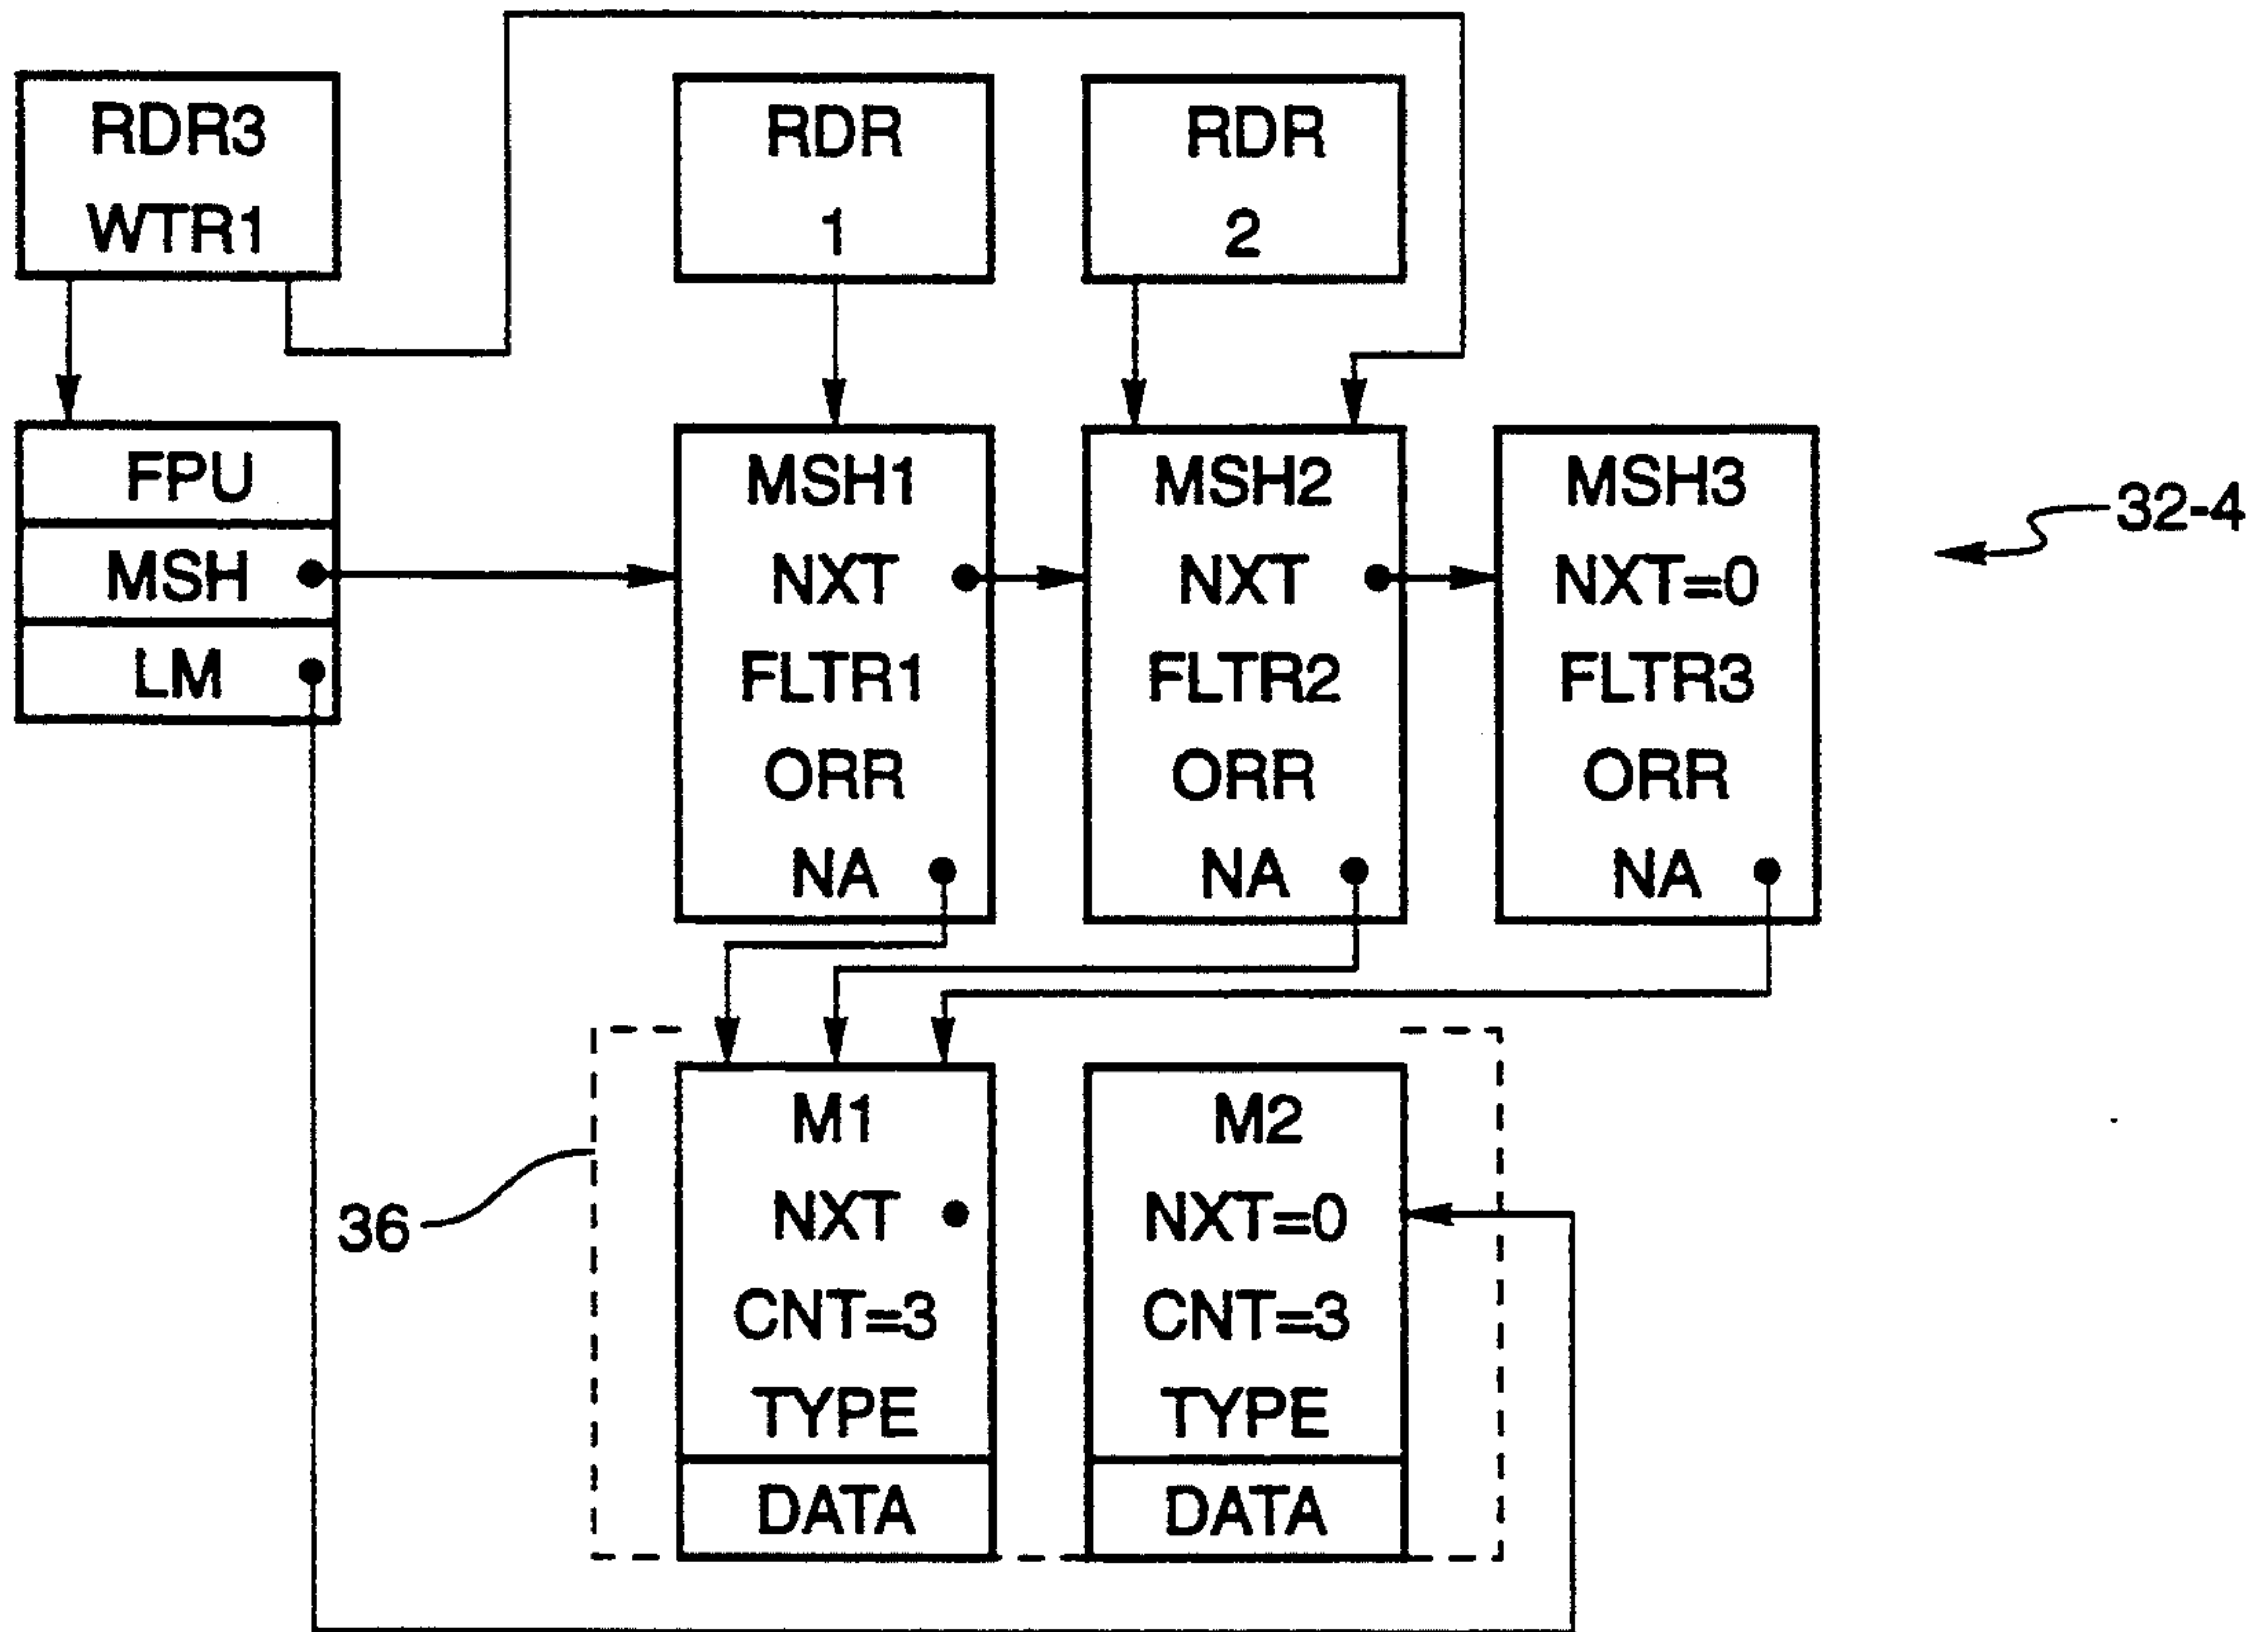 RDR3
WTR1
RDR
1
RDR
2
FPU
MSH
LM
MSH1
NXT
FLTR1
ORR
NA
MSH2
NXT
FLTR2
ORR
NA
MSH3
NXT=0
FLTR3
ORR
NA
32-4
36
M1
NXT
CNT=3
TYPE
DATA
M2
NXT=0
CNT=3
TYPE
DATA